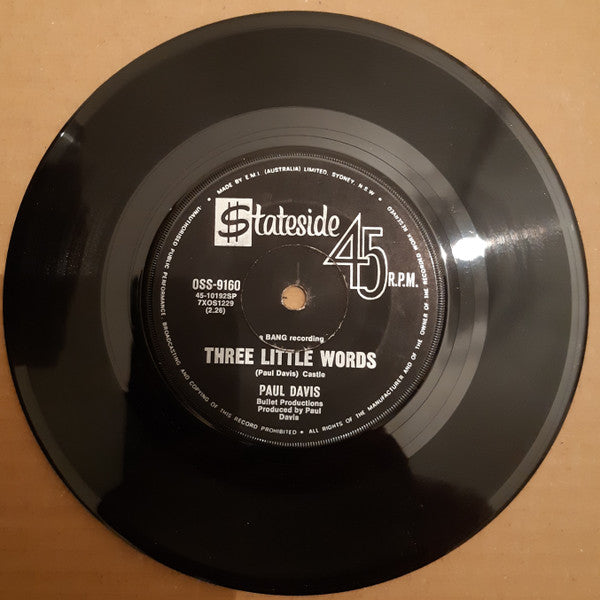 MADE BY E.M.I. (AUSTRALIA) LIMITED, SYDNEY, N.S.W.
$tateside
45 R.P.M.
OSS-9160
45-10192SP
7XOS1229
(2.26)
a BANG recording
THREE LITTLE WORDS
(Paul Davis) Castle
PAUL DAVIS
Bullet Productions
Produced by Paul
Davis
UNAUTHORISED PUBLIC PERFORMANCE, BROADCASTING AND COPYING OF THIS RECORD PROHIBITED • ALL RIGHTS OF THE MANUFACTURER AND OF THE OWNER OF THE RECORDED WORK RESERVED